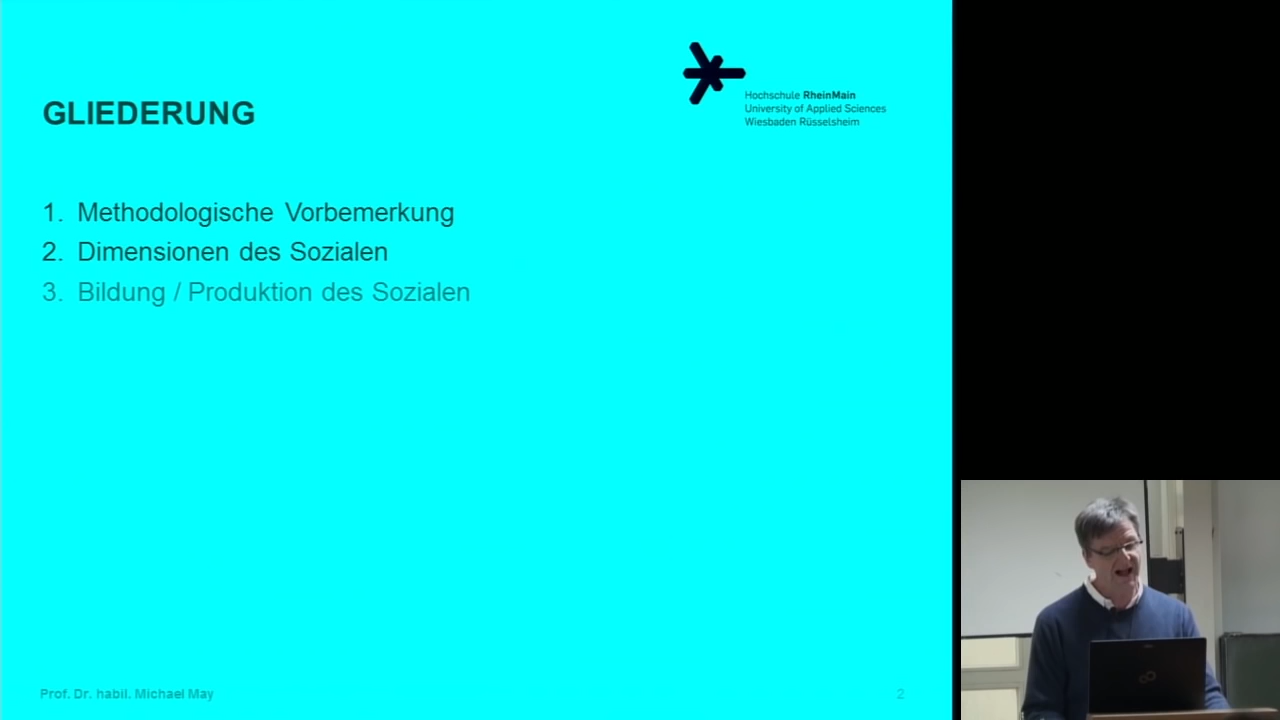 GLIEDERUNG
Hochschule RheinMain
University of Applied Sciences
Wiesbaden Rüsselsheim
1. Methodologische Vorbemerkung
2. Dimensionen des Sozialen
3. Bildung / Produktion des Sozialen
Prof. Dr. habil. Michael May
2